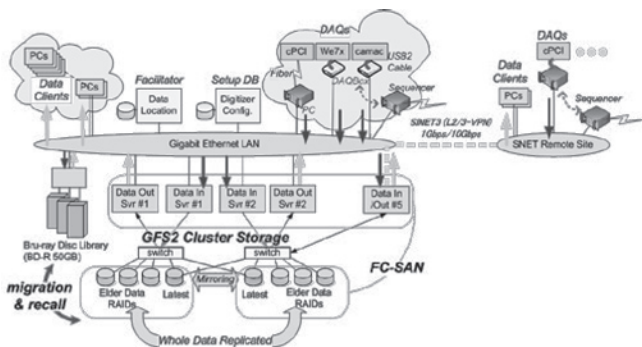 DAQs
cPCI
We7x
camac
USB2
Cable
Fiber
DAQBox
PC
Sequencer
PCs
PCs
Data
Clients
Facilitator
Data
Location
Setup DB
Digitizer
Config.
Gigabit Ethernet LAN
SINET3 (L2/3-VPN)
1Gbps/10Gbps
DAQs
cPCI
Data
Clients
PCs
Sequencer
SNET Remote Site
Data Out
Svr #1
Data In
Svr #1
Data In
Svr #2
Data Out
Svr #2
Data In
/Out #5
GFS2 Cluster Storage
switch
switch
FC-SAN
Bru-ray Disc Library
(BD-R 50GB)
migration
& recall
Elder Data
RAIDs
Latest
Mirroring
Latest
Elder Data
RAIDs
Whole Data Replicated